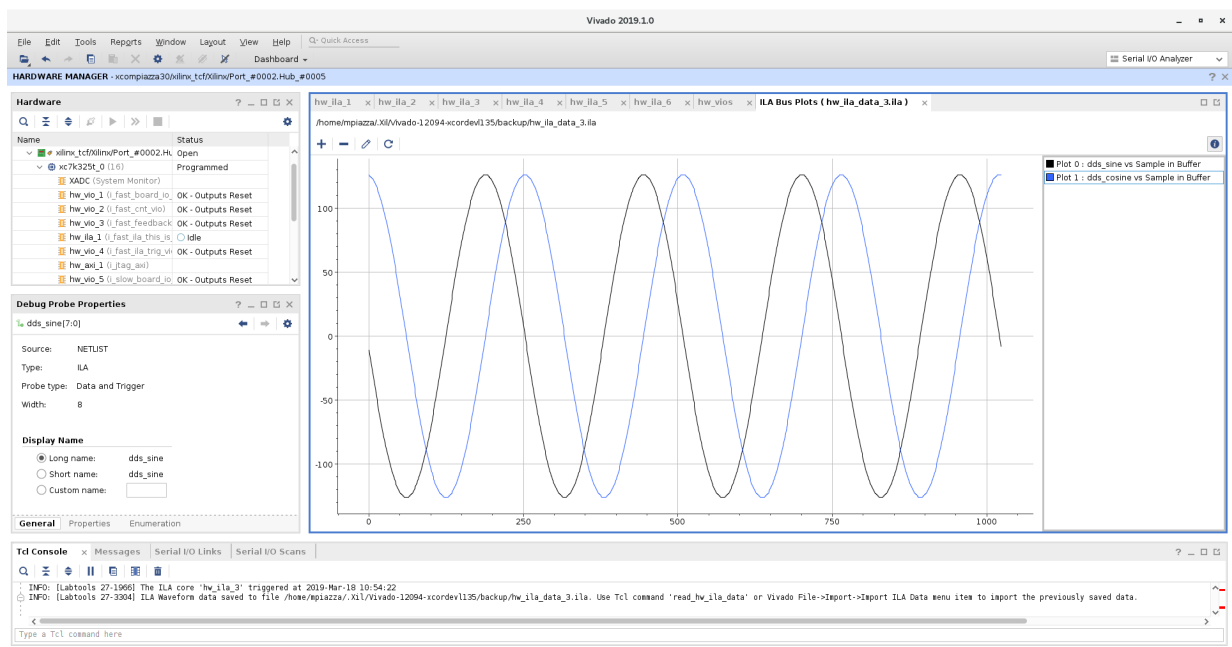 Vivado 2019.1.0
File Edit Tools Reports Window Layout View Help Q- Quick Access
Dashboard
Serial I/O Analyzer
HARDWARE MANAGER - xcompiazza30/xilinx_tcf/Xilinx/Port_#0002.Hub_#0005
Hardware
Name Status
xilinx_tcf/Xilinx/Port_#0002.Hu Open
xc7k325t_0 (16) Programmed
XADC (System Monitor)
hw_vio_1 (i_fast_board_io_ OK - Outputs Reset
hw_vio_2 (i_fast_cnt_vio) OK - Outputs Reset
hw_vio_3 (i_fast_feedback OK - Outputs Reset
hw_ila_1 (i_fast_ila_this_is_ Idle
hw_vio_4 (i_fast_ila_trig_vi OK - Outputs Reset
hw_axi_1 (i_jtag_axi)
hw_vio_5 (i_slow_board_io OK - Outputs Reset
Debug Probe Properties
dds_sine[7:0]
Source: NETLIST
Type: ILA
Probe type: Data and Trigger
Width: 8
Display Name
Long name: dds_sine
Short name: dds_sine
Custom name:
General Properties Enumeration
hw_ila_1 hw_ila_2 hw_ila_3 hw_ila_4 hw_ila_5 hw_ila_6 hw_vios ILA Bus Plots ( hw_ila_data_3.ila )
/home/mpiazza/.Xil/Vivado-12094-xcordevl135/backup/hw_ila_data_3.ila
100
50
0
-50
-100
0 250 500 750 1000
Plot 0 : dds_sine vs Sample in Buffer
Plot 1 : dds_cosine vs Sample in Buffer
Tcl Console Messages Serial I/O Links Serial I/O Scans
INFO: [Labtools 27-1966] The ILA core 'hw_ila_3' triggered at 2019-Mar-18 10:54:22
INFO: [Labtools 27-3304] ILA Waveform data saved to file /home/mpiazza/.Xil/Vivado-12094-xcordevl135/backup/hw_ila_data_3.ila. Use Tcl command 'read_hw_ila_data' or Vivado File->Import->Import ILA Data menu item to import the previously saved data.
Type a Tcl command here